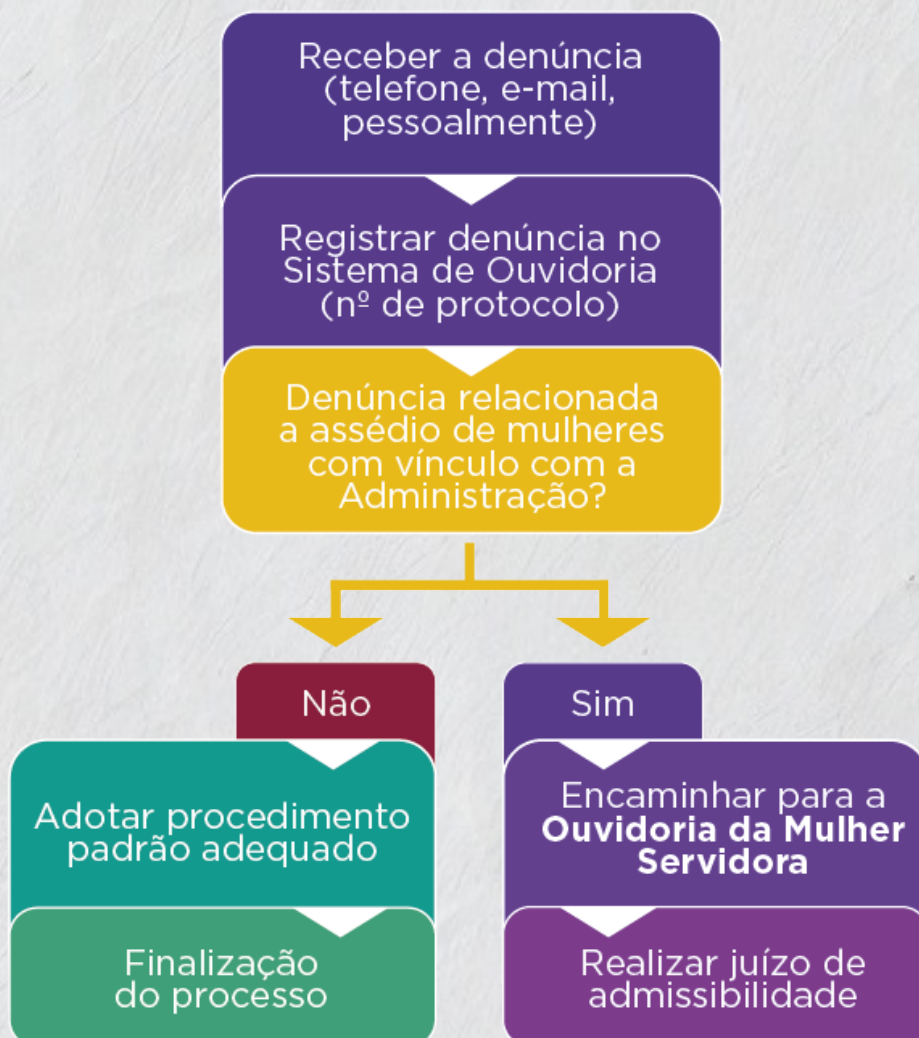 Receber a denúncia
(telefone, e-mail,
pessoalmente)
Registrar denúncia no
Sistema de Ouvidoria
(nº de protocolo)
Denúncia relacionada
a assédio de mulheres
com vínculo com a
Administração?
Não
Adotar procedimento
padrão adequado
Finalização
do processo
Sim
Encaminhar para a
Ouvidoria da Mulher
Servidora
Realizar juízo de
admissibilidade